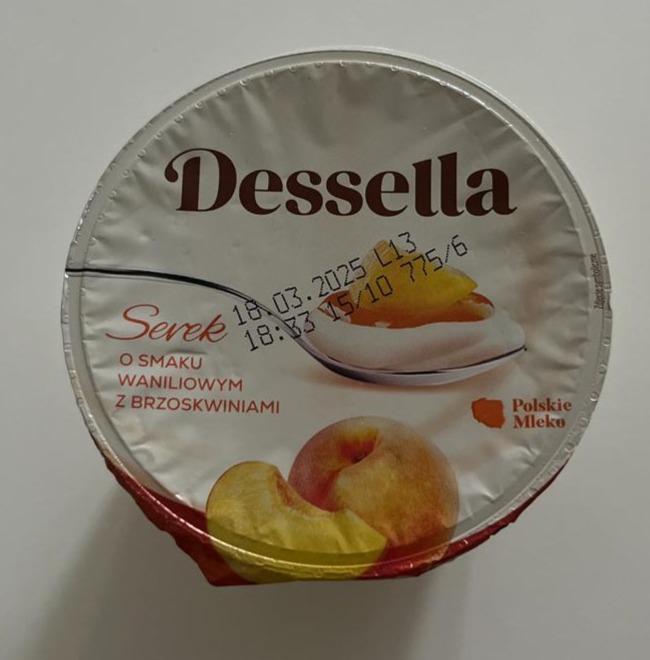 Dessella
18.03.2025 L13
18:33 15/10 775/6
Serek
O SMAKU
WANILIOWYM
Z BRZOSKWINIAMI
Polskie
Mleko